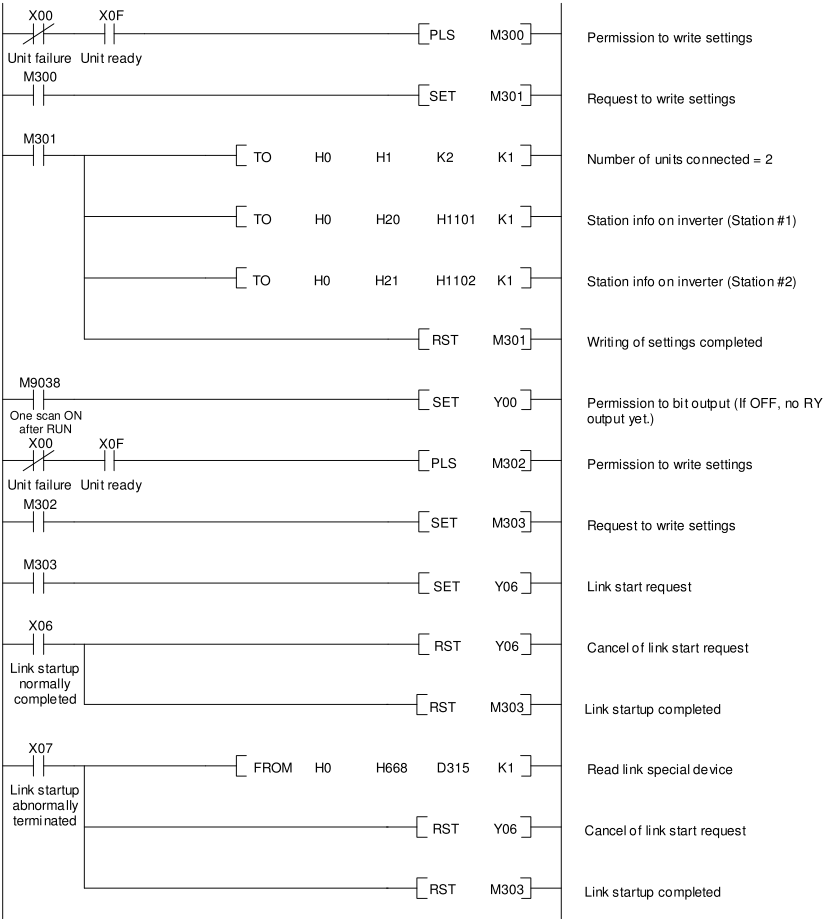 X00 X0F
PLS M300 Permission to write settings
Unit failure Unit ready
M300
SET M301 Request to write settings
M301
TO H0 H1 K2 K1 Number of units connected = 2
TO H0 H20 H1101 K1 Station info on inverter (Station #1)
TO H0 H21 H1102 K1 Station info on inverter (Station #2)
RST M301 Writing of settings completed
M9038
SET Y00 Permission to bit output (If OFF, no RY
output yet.)
One scan ON
after RUN
X00 X0F
PLS M302 Permission to write settings
Unit failure Unit ready
M302
SET M303 Request to write settings
M303
SET Y06 Link start request
X06
RST Y06 Cancel of link start request
Link startup
normally
completed
RST M303 Link startup completed
X07
FROM H0 H668 D315 K1 Read link special device
Link startup
abnormally
terminated
RST Y06 Cancel of link start request
RST M303 Link startup completed